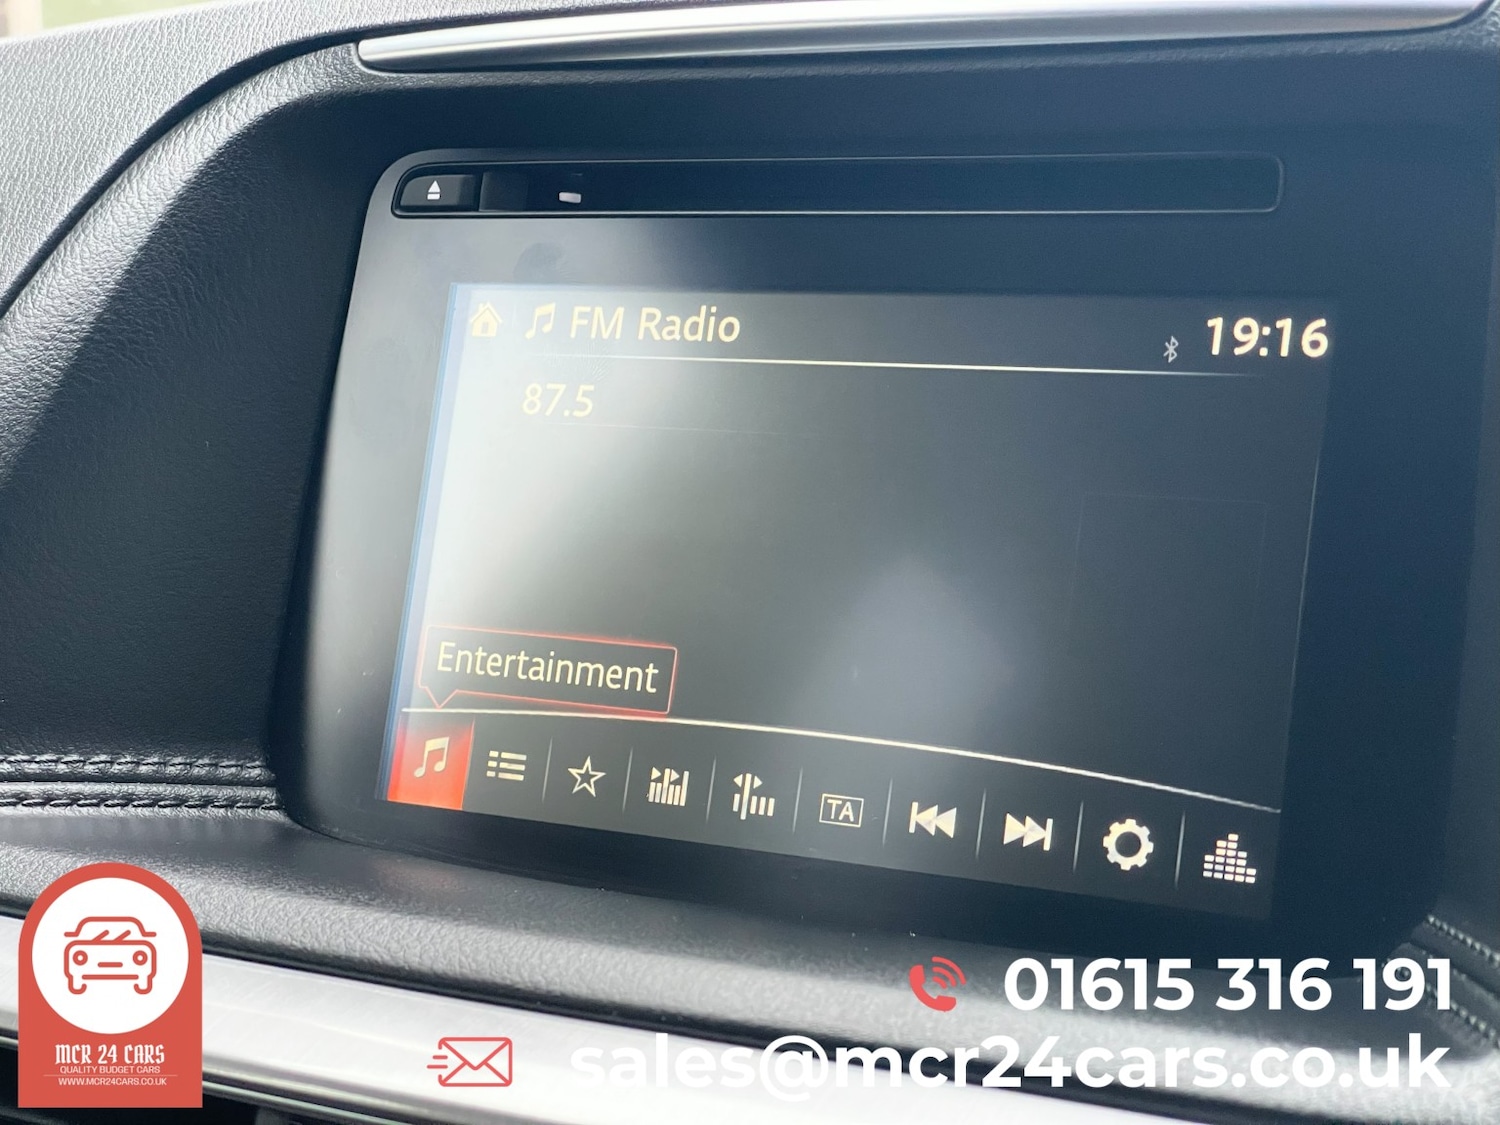 FM Radio
19:16
87.5
Entertainment
TA
01615 316 191
sales@mcr24cars.co.uk
MCR 24 CARS
QUALITY BUDGET CARS
WWW.MCR24CARS.CO.UK